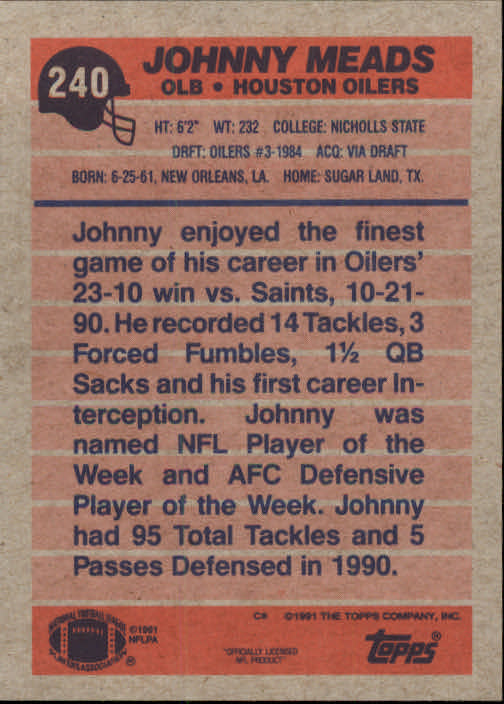 240
JOHNNY MEADS
OLB • HOUSTON OILERS
HT: 6'2" WT: 232 COLLEGE: NICHOLLS STATE
DRFT: OILERS #3-1984 ACQ: VIA DRAFT
BORN: 6-25-61, NEW ORLEANS, LA. HOME: SUGAR LAND, TX.
Johnny enjoyed the finest
game of his career in Oilers'
23-10 win vs. Saints, 10-21-
90. He recorded 14 Tackles, 3
Forced Fumbles, 1½ QB
Sacks and his first career In-
terception. Johnny was
named NFL Player of the
Week and AFC Defensive
Player of the Week. Johnny
had 95 Total Tackles and 5
Passes Defensed in 1990.
NATIONAL FOOTBALL LEAGUE
PLAYERS ASSOCIATION ®
©1991
NFLPA
C* ©1991 THE TOPPS COMPANY, INC.
"OFFICIALLY LICENSED
NFL PRODUCT"
topps®